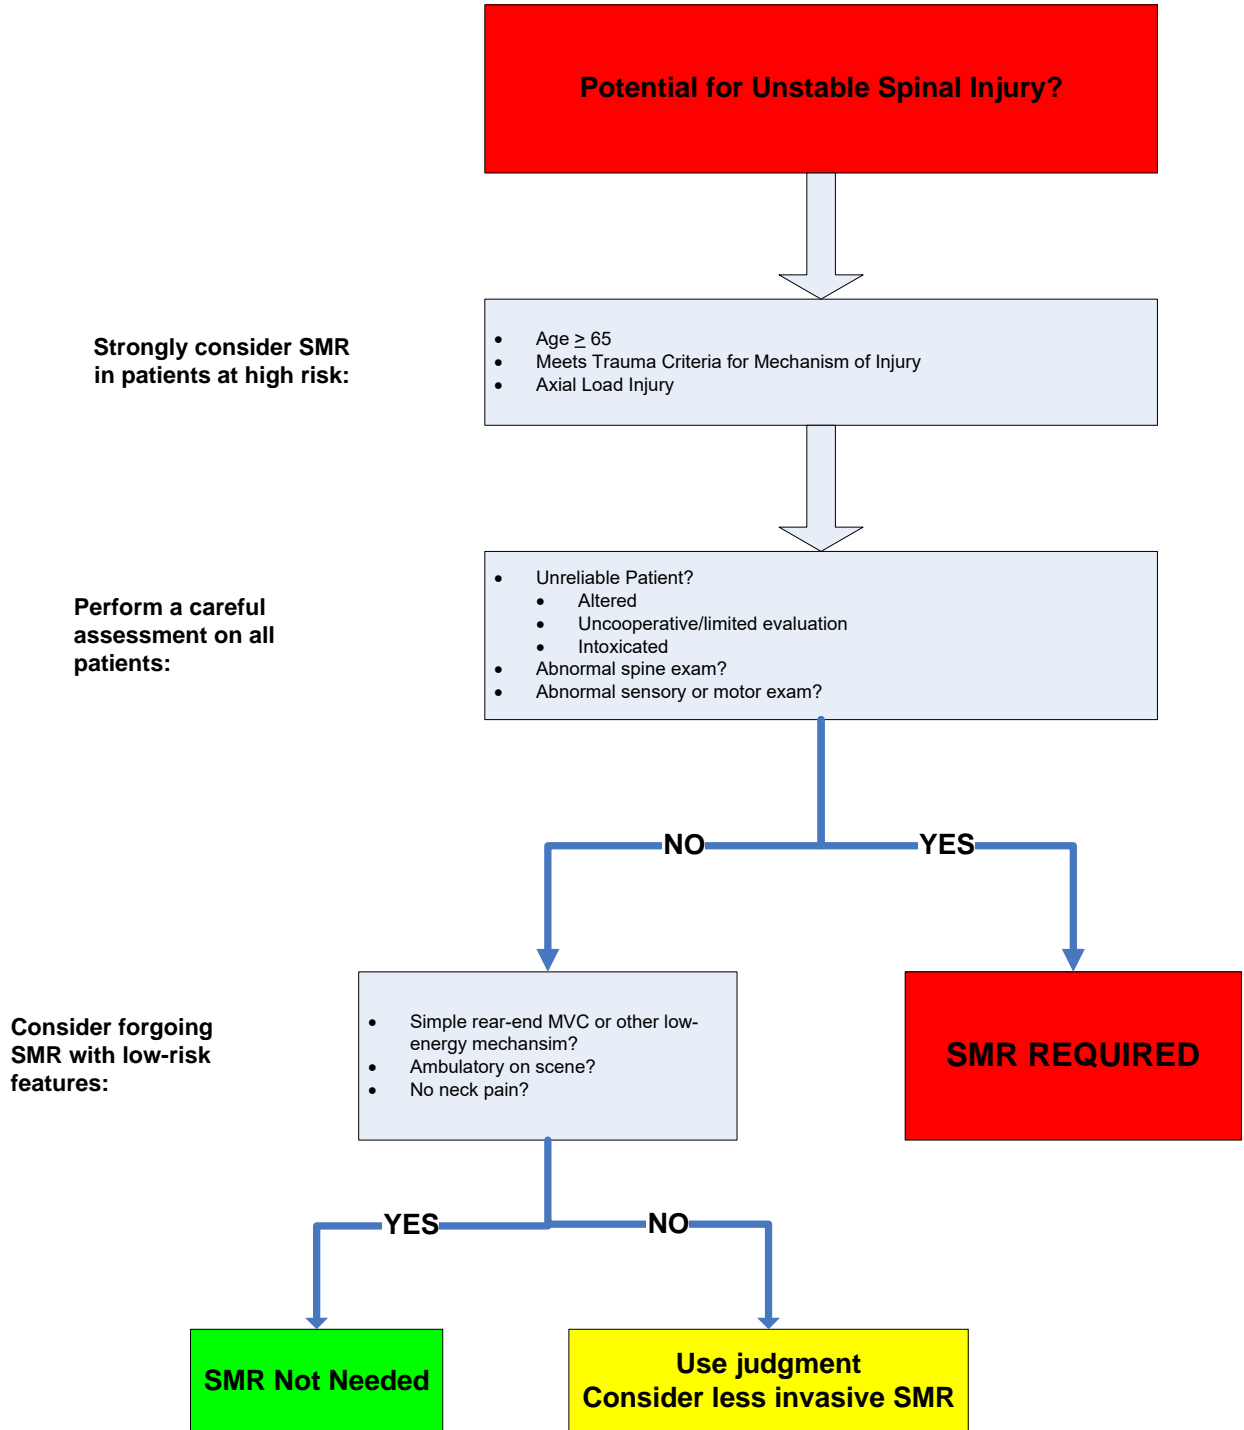 Potential for Unstable Spinal Injury?
Strongly consider SMR
in patients at high risk:
• Age ≥ 65
• Meets Trauma Criteria for Mechanism of Injury
• Axial Load Injury
Perform a careful
assessment on all
patients:
• Unreliable Patient?
• Altered
• Uncooperative/limited evaluation
• Intoxicated
• Abnormal spine exam?
• Abnormal sensory or motor exam?
NO
YES
Consider forgoing
SMR with low-risk
features:
• Simple rear-end MVC or other low-
energy mechansim?
• Ambulatory on scene?
• No neck pain?
SMR REQUIRED
YES
NO
SMR Not Needed
Use judgment
Consider less invasive SMR